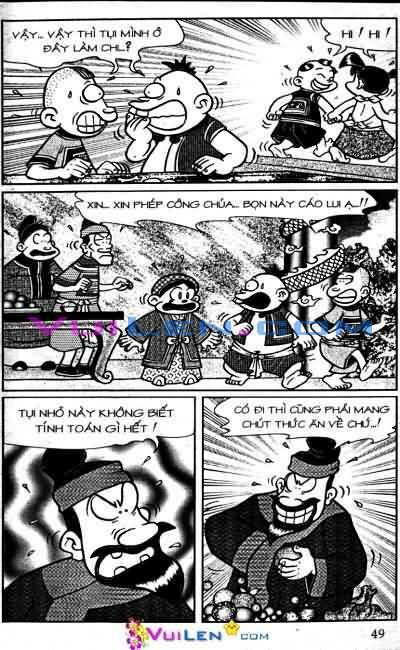 VẬY... VẬY THÌ TỤI MÌNH Ở
ĐÂY LÀM CHI..?
HI! HI!
XIN... XIN PHÉP CÔNG CHÚA... BỌN NÀY CÁO LUI Ạ...!!
VUILEN.COM
TỤI NHỎ NÀY KHÔNG BIẾT
TÍNH TOÁN GÌ HẾT!
CÓ ĐI THÌ CŨNG PHẢI MANG
CHÚT THỨC ĂN VỀ CHỨ...!
49
VUILEN.COM